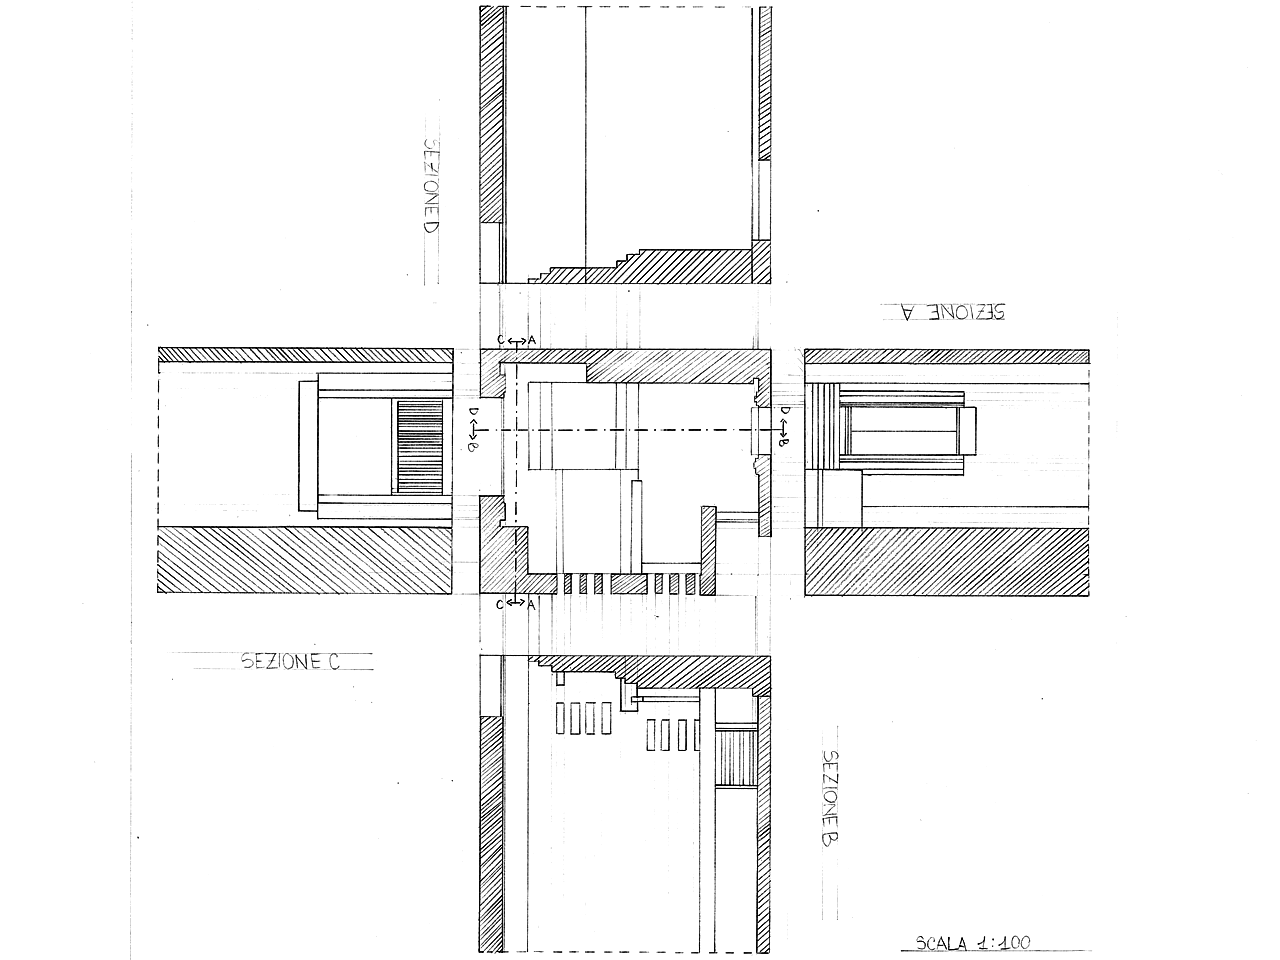 SEZIONE D
SEZIONE A
C A
D B
D B
C A
SEZIONE C
SEZIONE B
SCALA 1:100